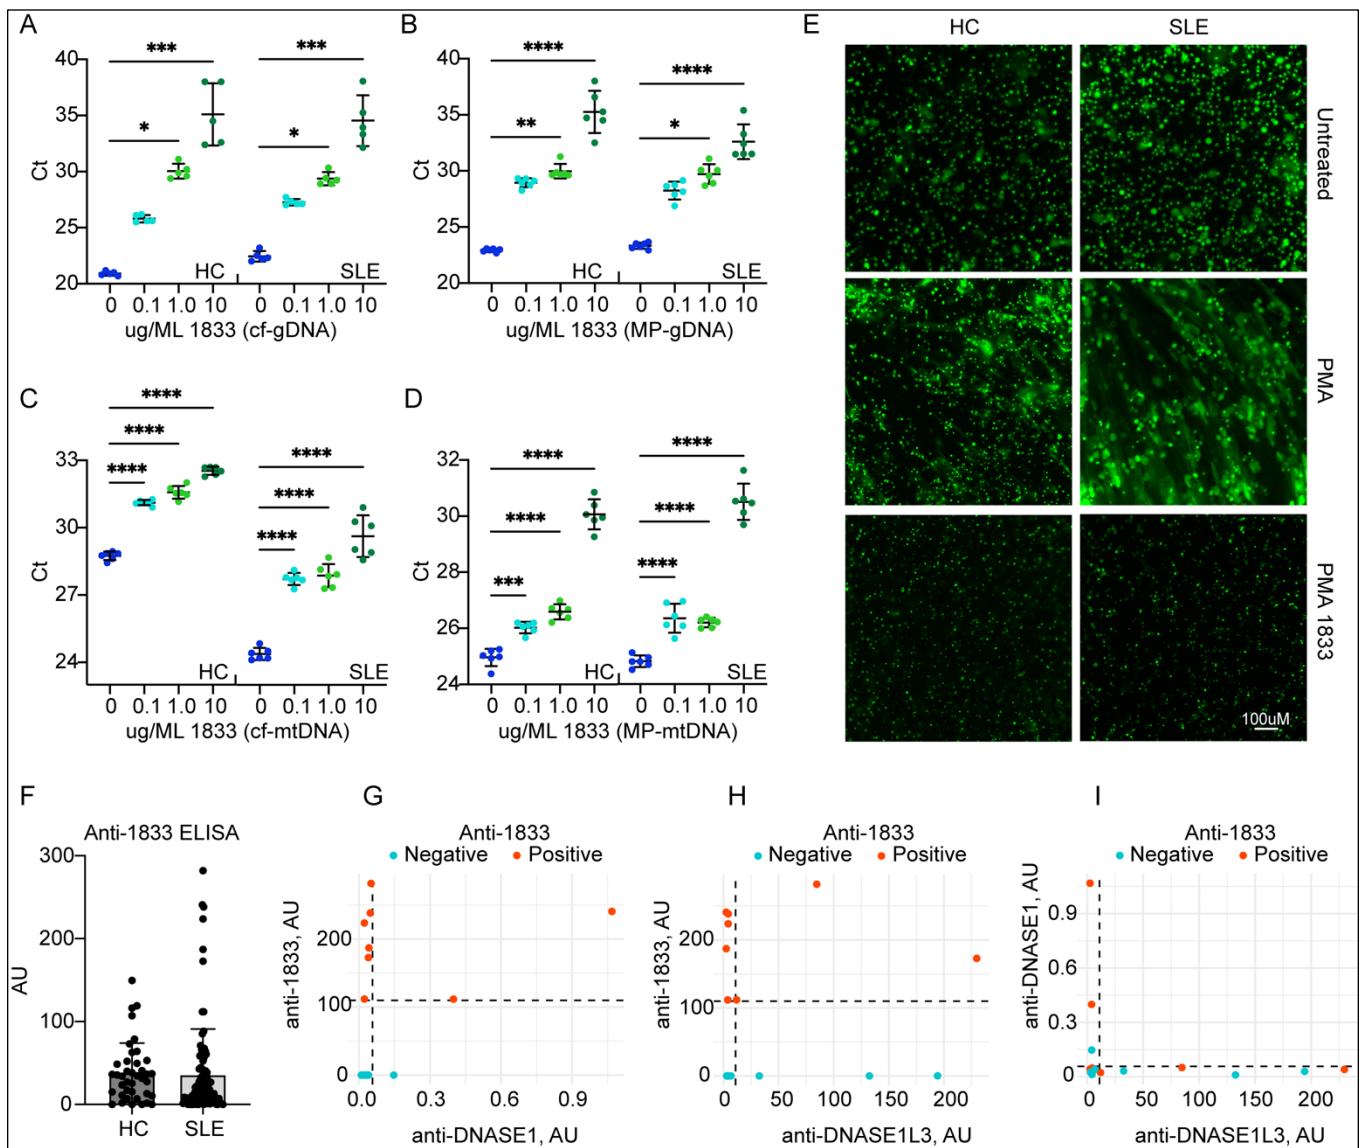 A
***
***
40
35
30
25
20
Ct
*
*
HC
SLE
0 0.1 1.0 10 0 0.1 1.0 10
ug/ML 1833 (cf-gDNA)
B
****
****
40
35
30
25
20
**
*
HC
SLE
0 0.1 1.0 10 0 0.1 1.0 10
ug/ML 1833 (MP-gDNA)
C
****
****
****
33
30
27
24
Ct
****
****
****
HC
SLE
0 0.1 1.0 10 0 0.1 1.0 10
ug/ML 1833 (cf-mtDNA)
D
****
****
***
32
30
28
26
24
Ct
****
****
****
HC
SLE
0 0.1 1.0 10 0 0.1 1.0 10
ug/ML 1833 (MP-mtDNA)
E
HC SLE
Untreated
PMA
PMA 1833
100uM
F
Anti-1833 ELISA
300
200
100
0
AU
HC SLE
G
Anti-1833
Negative Positive
anti-1833, AU
200
100
0
0.0 0.3 0.6 0.9
anti-DNASE1, AU
H
Anti-1833
Negative Positive
anti-1833, AU
200
100
0
0 50 100 150 200
anti-DNASE1L3, AU
I
Anti-1833
Negative Positive
anti-DNASE1, AU
0.9
0.6
0.3
0
0 50 100 150 200
anti-DNASE1L3, AU